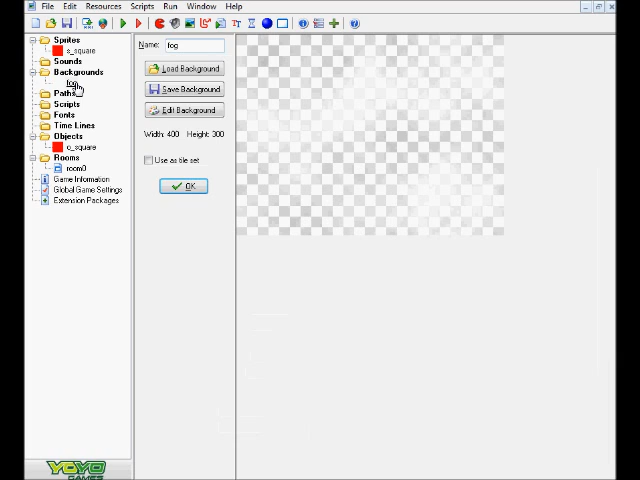 File Edit Resources Scripts Run Window Help
Sprites
s_square
Sounds
Backgrounds
fog
Paths
Scripts
Fonts
Time Lines
Objects
o_square
Rooms
room0
Game Information
Global Game Settings
Extension Packages
YOYO
GAMES
Name: fog
Load Background
Save Background
Edit Background
Width: 400 Height: 300
Use as tile set
OK